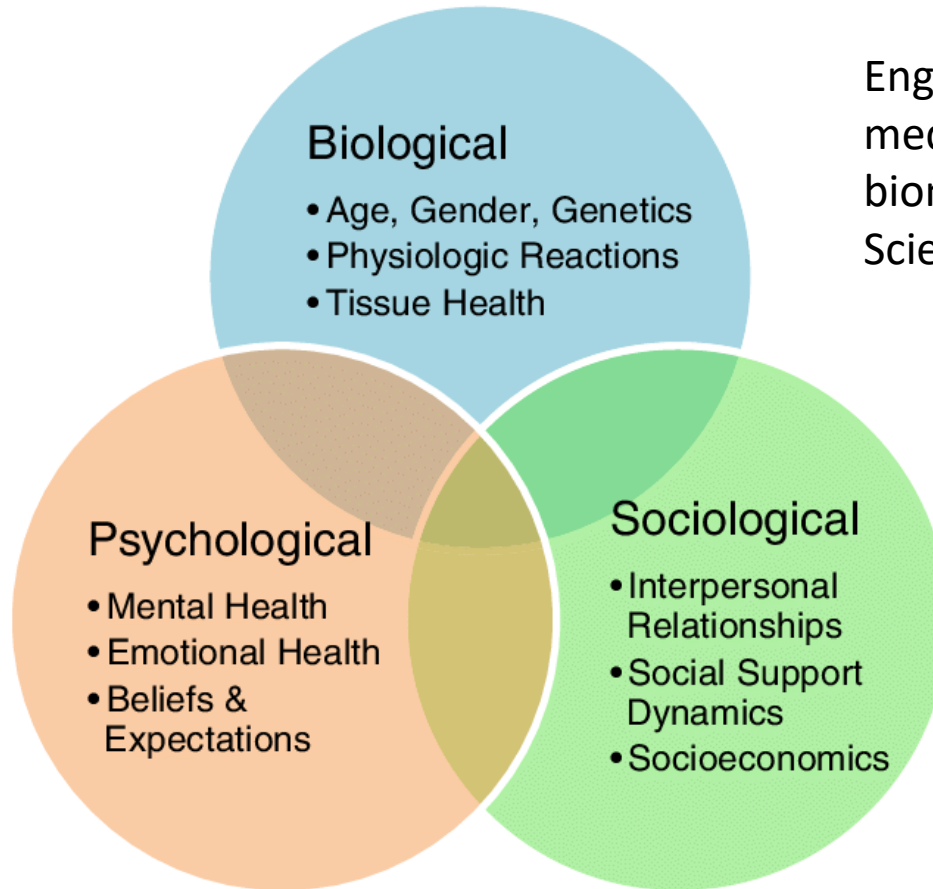 Biological
• Age, Gender, Genetics
• Physiologic Reactions
• Tissue Health
Psychological
• Mental Health
• Emotional Health
• Beliefs &
Expectations
Sociological
• Interpersonal
Relationships
• Social Support
Dynamics
• Socioeconomics
Eng